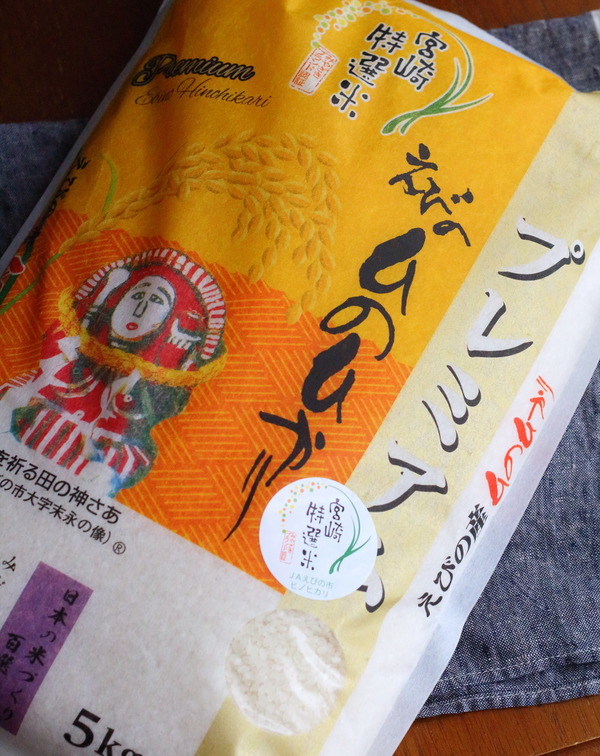 Premium
Ebino Hinohikari
宮崎
特選米
えびの
ひのひかり
プレミアム
えびの産
ひのひかり
を祈る田の神さあ
の市大字末永の像)®
宮崎
特選米
JAえびの市
ヒノヒカリ
日本の米づくり
百選
5kg